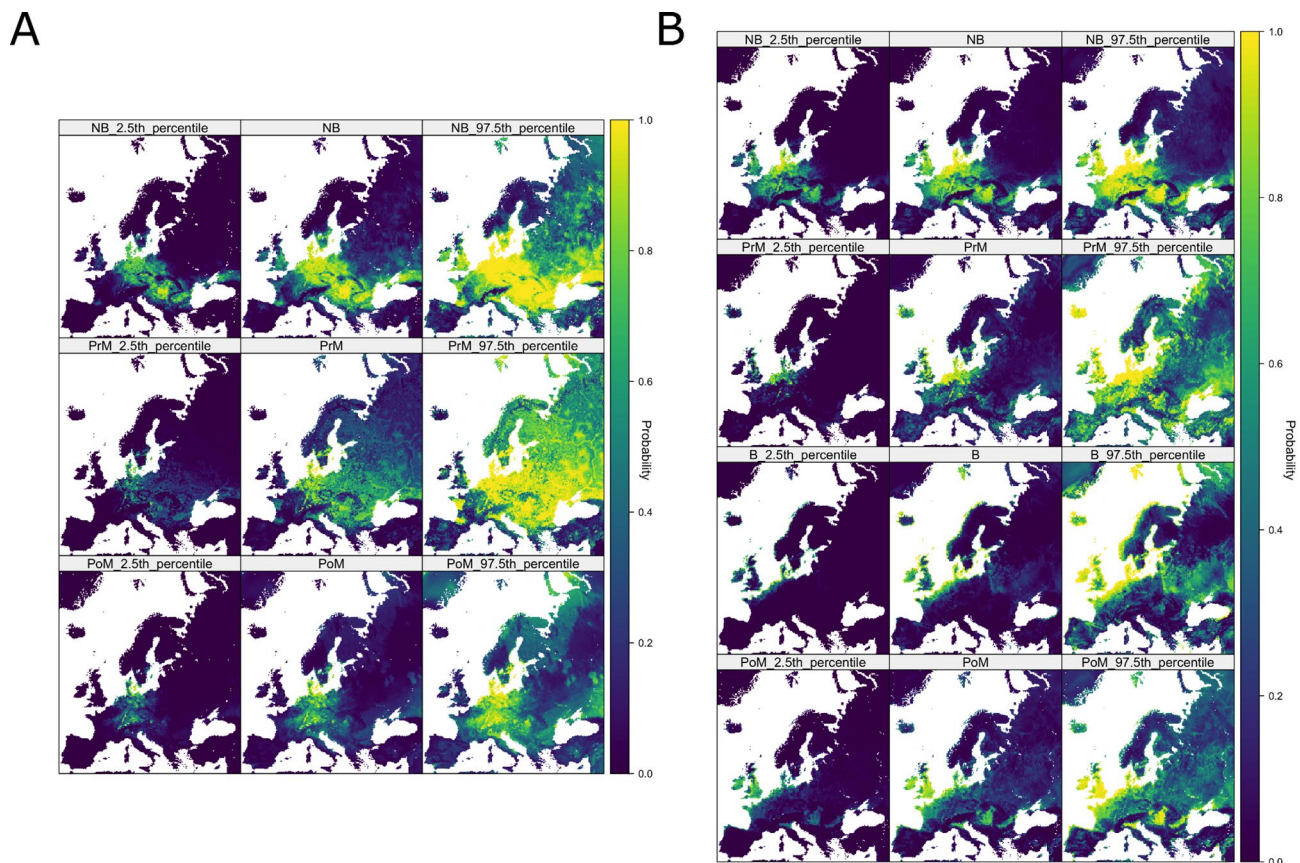 A
B
NB_2.5th_percentile NB NB_97.5th_percentile
PrM_2.5th_percentile PrM PrM_97.5th_percentile
PoM_2.5th_percentile PoM PoM_97.5th_percentile
1.0
0.8
0.6
0.4
0.2
0.0
Probability
NB_2.5th_percentile NB NB_97.5th_percentile
PrM_2.5th_percentile PrM PrM_97.5th_percentile
B_2.5th_percentile B B_97.5th_percentile
PoM_2.5th_percentile PoM PoM_97.5th_percentile
1.0
0.8
0.6
0.4
0.2
0.0
Probability